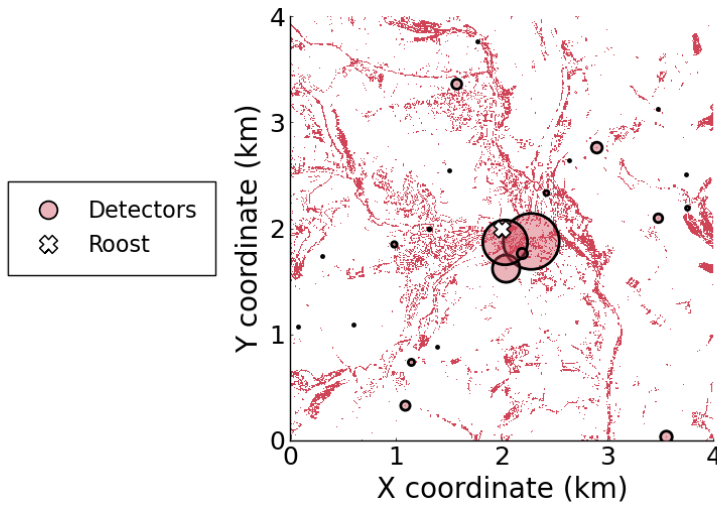 Detectors
Roost
Y coordinate (km)
4
3
2
1
0
0 1 2 3 4
X coordinate (km)